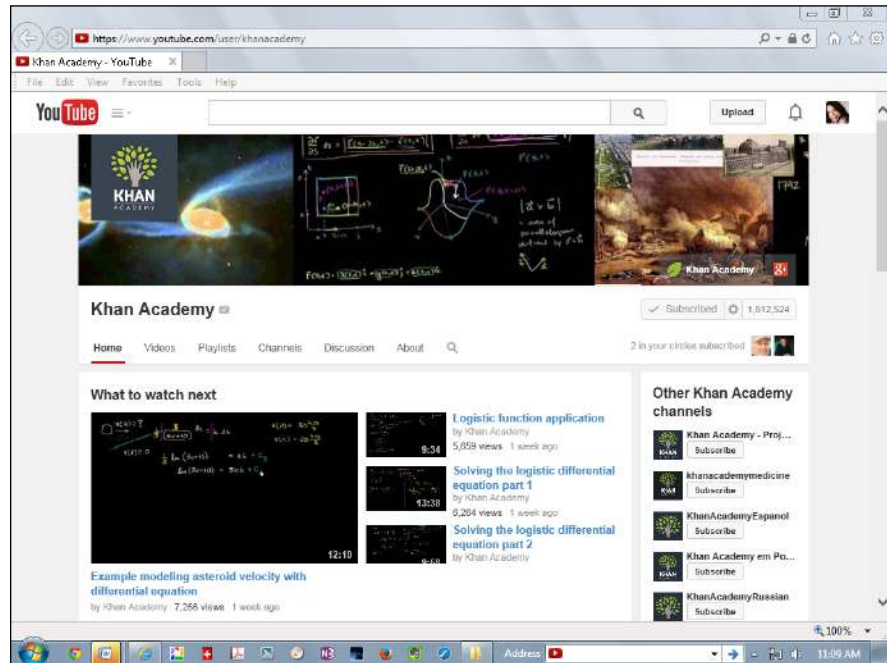 https://www.youtube.com/user/khanacademy
Khan Academy - YouTube X
File Edit View Favorites Tools Help
YouTube
Upload
KHAN
ACADEMY
1792
Khan Academy
g+
Khan Academy
Subscribed 1,812,524
Home Videos Playlists Channels Discussion About
2 in your circles subscribed
What to watch next
12:10
Example modeling asteroid velocity with
differential equation
by Khan Academy 7,266 views 1 week ago
9:34
Logistic function application
by Khan Academy
5,659 views 1 week ago
13:38
Solving the logistic differential
equation part 1
by Khan Academy
6,284 views 1 week ago
Solving the logistic differential
equation part 2
by Khan Academy
Other Khan Academy
channels
Khan Academy - Proj...
Subscribe
khanacademymedicine
Subscribe
KhanAcademyEspanol
Subscribe
Khan Academy em Po...
Subscribe
KhanAcademyRussian
Subscribe
100%
Address
11:09 AM